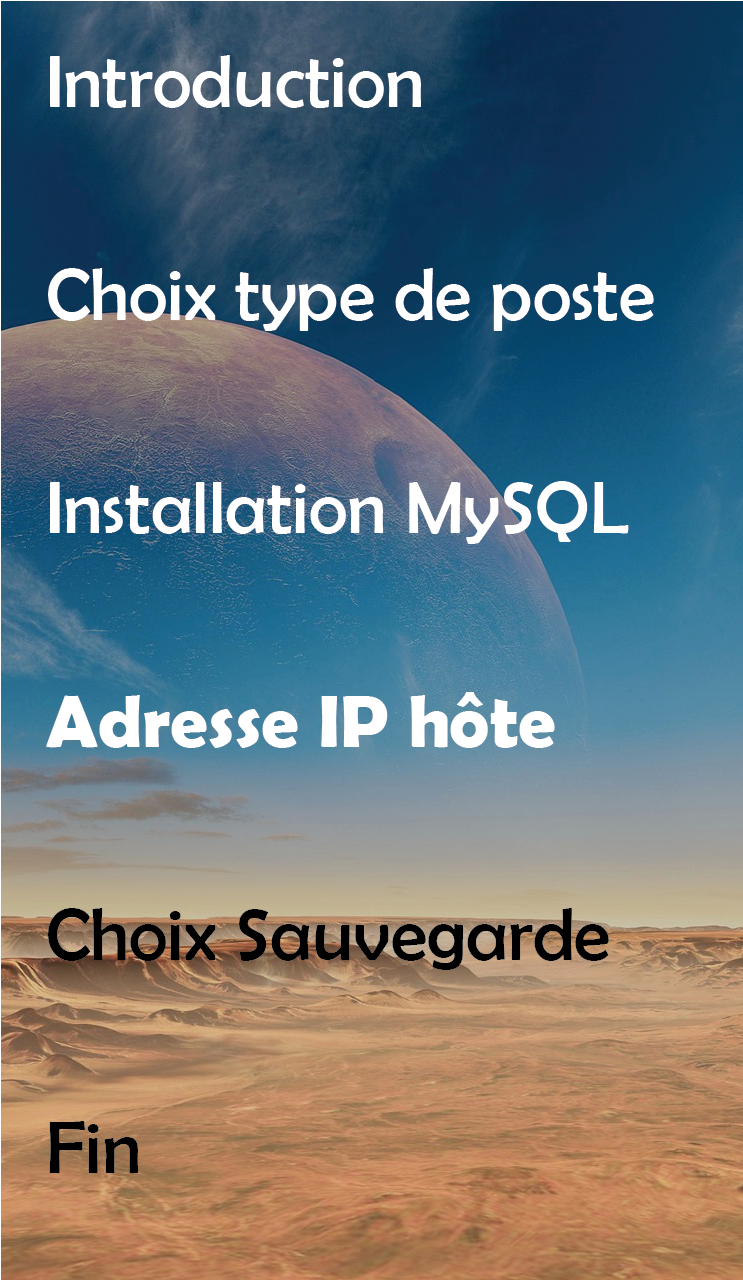 Introduction
Choix type de poste
Installation MySQL
Adresse IP hôte
Choix Sauvegarde
Fin